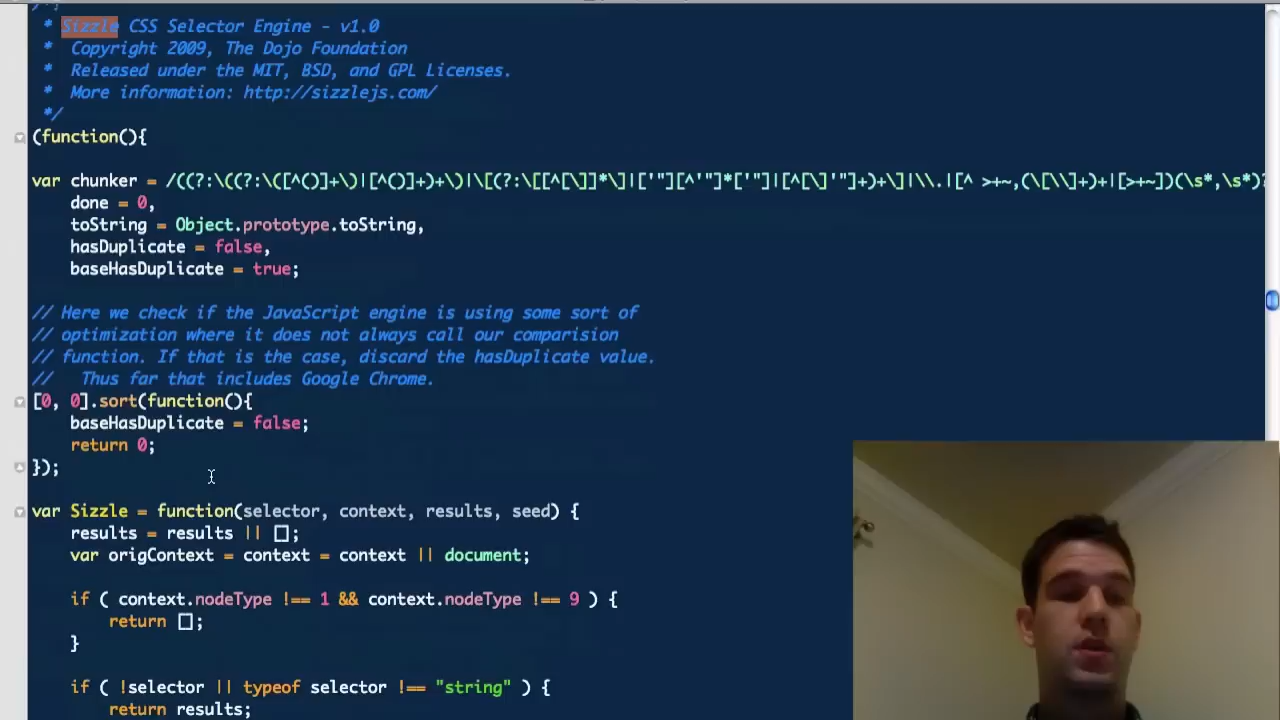 * Sizzle CSS Selector Engine - v1.0
*  Copyright 2009, The Dojo Foundation
*  Released under the MIT, BSD, and GPL Licenses.
*  More information: http://sizzlejs.com/
*/
(function(){
var chunker = /((?:\((?:\([^()]+\)|[^()]+)+\)|\[(?:\[[^[\]]*\]|['"][^'"]*['"]|[^[\]'"]+)+\]|\\.|[^ >+~,(\[\\]+)+|[>+~])(\s*,\s*)?
done = 0,
toString = Object.prototype.toString,
hasDuplicate = false,
baseHasDuplicate = true;
// Here we check if the JavaScript engine is using some sort of
// optimization where it does not always call our comparision
// function. If that is the case, discard the hasDuplicate value.
//   Thus far that includes Google Chrome.
[0, 0].sort(function(){
baseHasDuplicate = false;
return 0;
});
var Sizzle = function(selector, context, results, seed) {
results = results || [];
var origContext = context = context || document;
if ( context.nodeType !== 1 && context.nodeType !== 9 ) {
return [];
}
if ( !selector || typeof selector !== "string" ) {
return results;